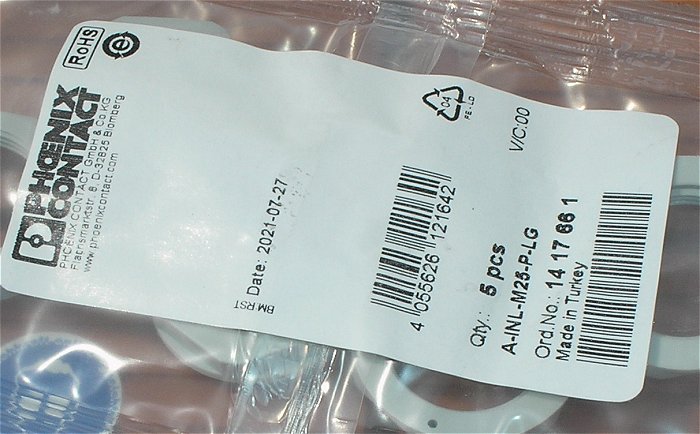 RoHS
e
PHOENIX
CONTACT
PHOENIX CONTACT GmbH & Co KG
Flachsmarktstr. 8, D-32825 Blomberg
www.phoenixcontact.com
Date: 2021-07-27
BM:RST
04
PE-LD
V/C:00
4 055626 121642
Qty.: 5 pcs
A-INL-M25-P-LG
Ord.No.: 14 17 66 1
Made in Turkey